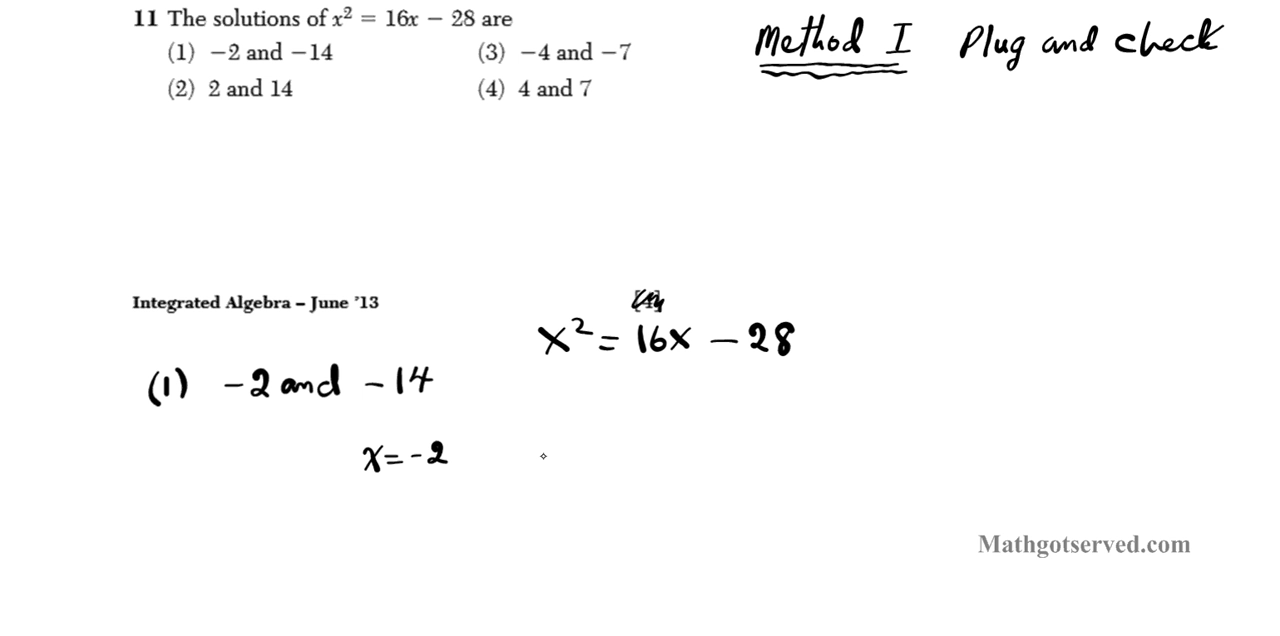 11 The solutions of x² = 16x − 28 are
(1) −2 and −14 (3) −4 and −7
(2) 2 and 14 (4) 4 and 7
Method I Plug and check
Integrated Algebra – June '13
x² = 16x − 28
(1) −2 and −14
x = −2
Mathgotserved.com